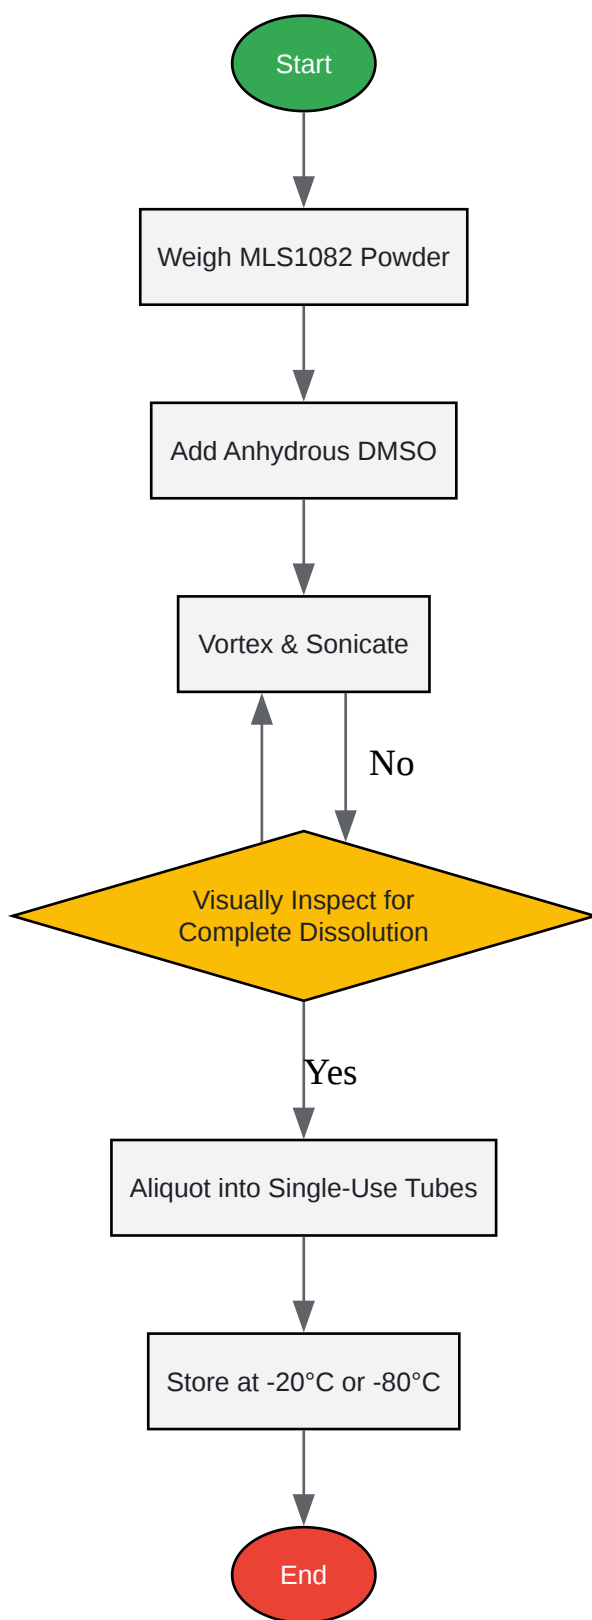 Start
Weigh MLS1082 Powder
Add Anhydrous DMSO
Vortex & Sonicate
No
Visually Inspect for
Complete Dissolution
Yes
Aliquot into Single-Use Tubes
Store at -20°C or -80°C
End